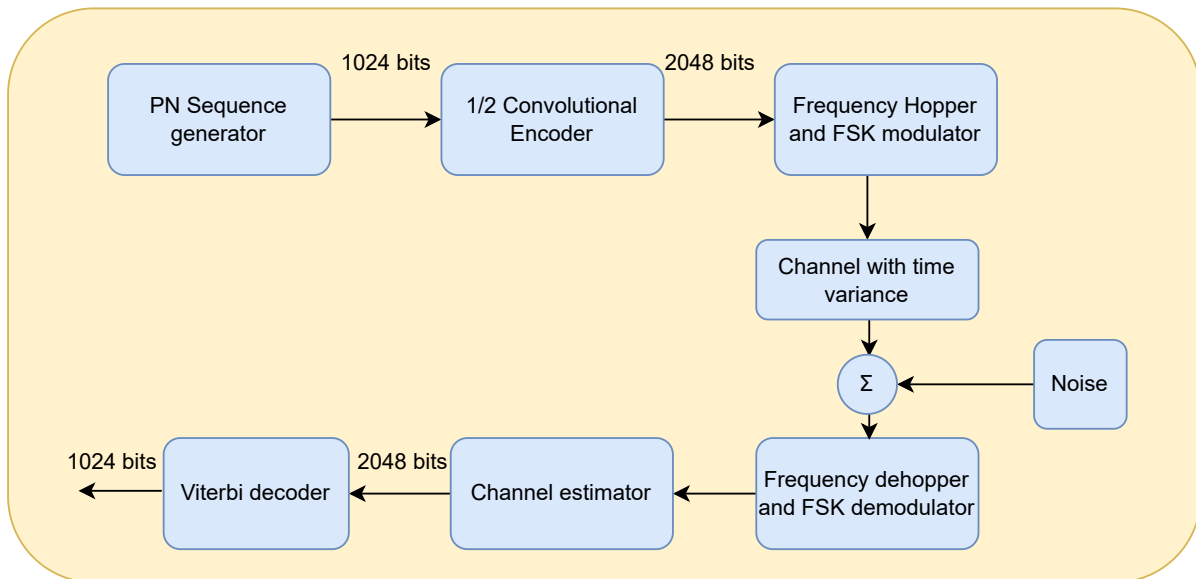 1024 bits
2048 bits
PN Sequence
generator
1/2 Convolutional
Encoder
Frequency Hopper
and FSK modulator
Channel with time
variance
Σ
Noise
1024 bits
2048 bits
Viterbi decoder
Channel estimator
Frequency dehopper
and FSK demodulator